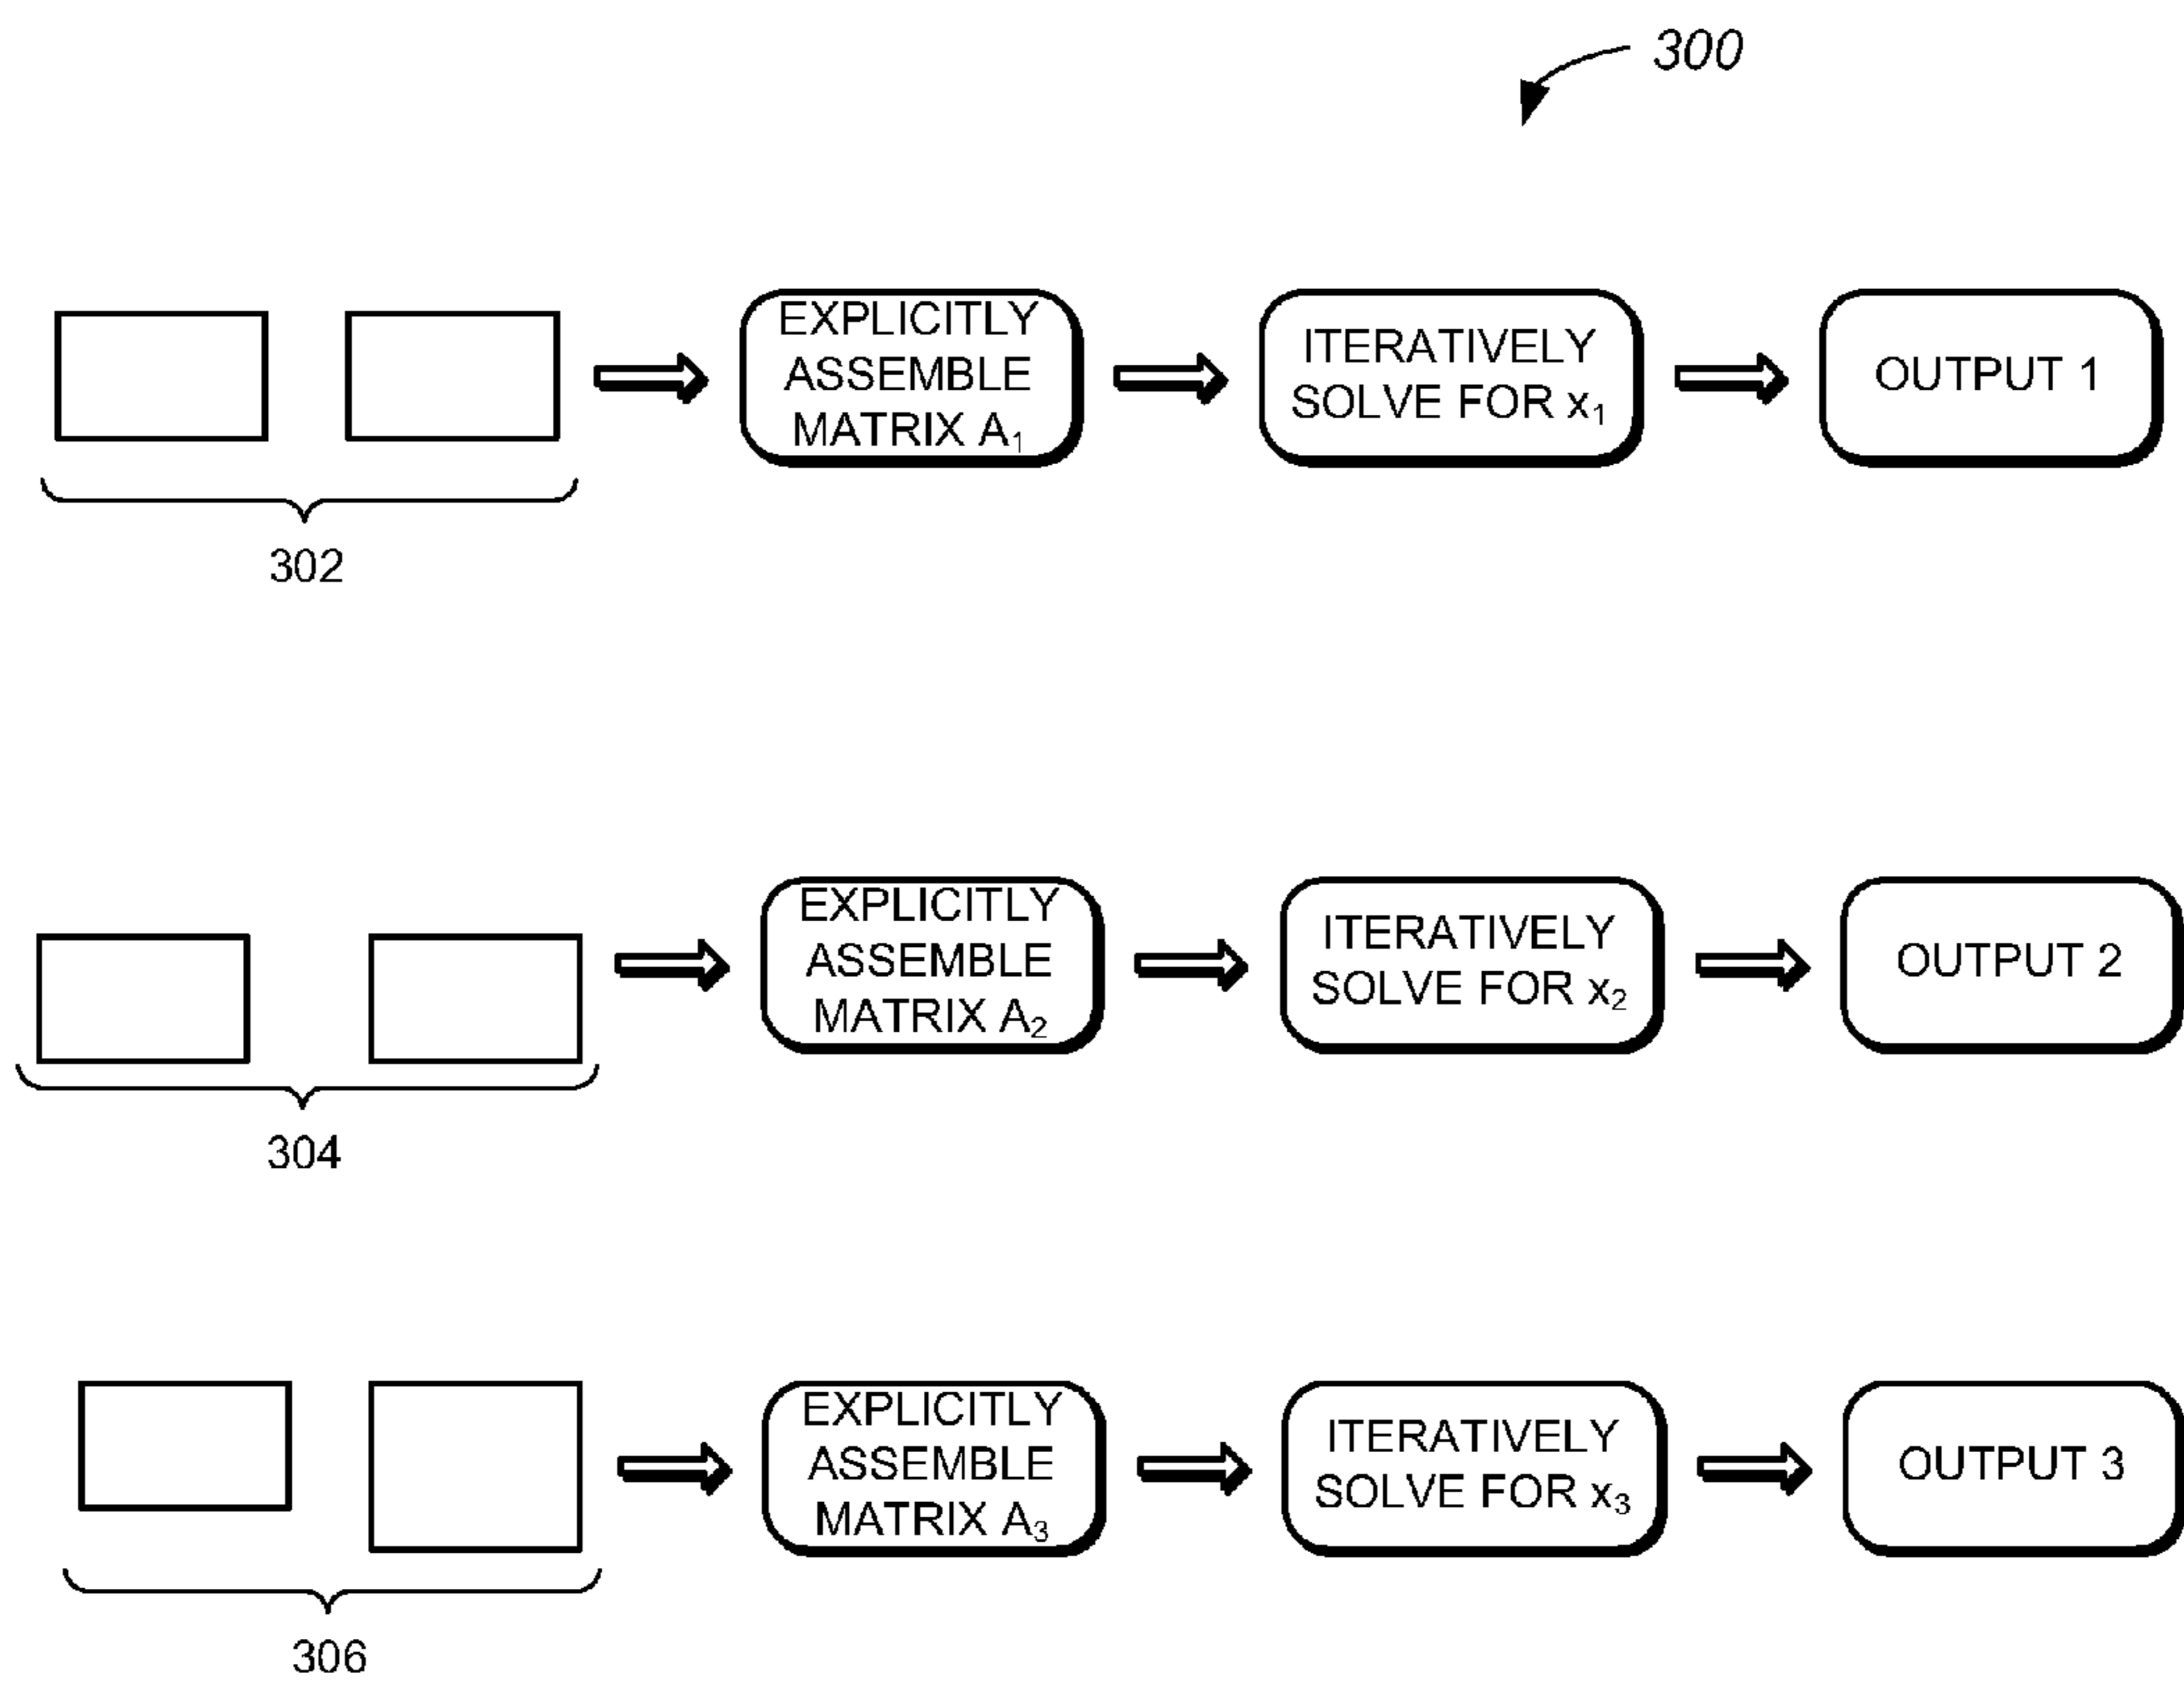 300
EXPLICITLY
ASSEMBLE
MATRIX A₁
ITERATIVELY
SOLVE FOR x₁
OUTPUT 1
302
EXPLICITLY
ASSEMBLE
MATRIX A₂
ITERATIVELY
SOLVE FOR x₂
OUTPUT 2
304
EXPLICITLY
ASSEMBLE
MATRIX A₃
ITERATIVELY
SOLVE FOR x₃
OUTPUT 3
306